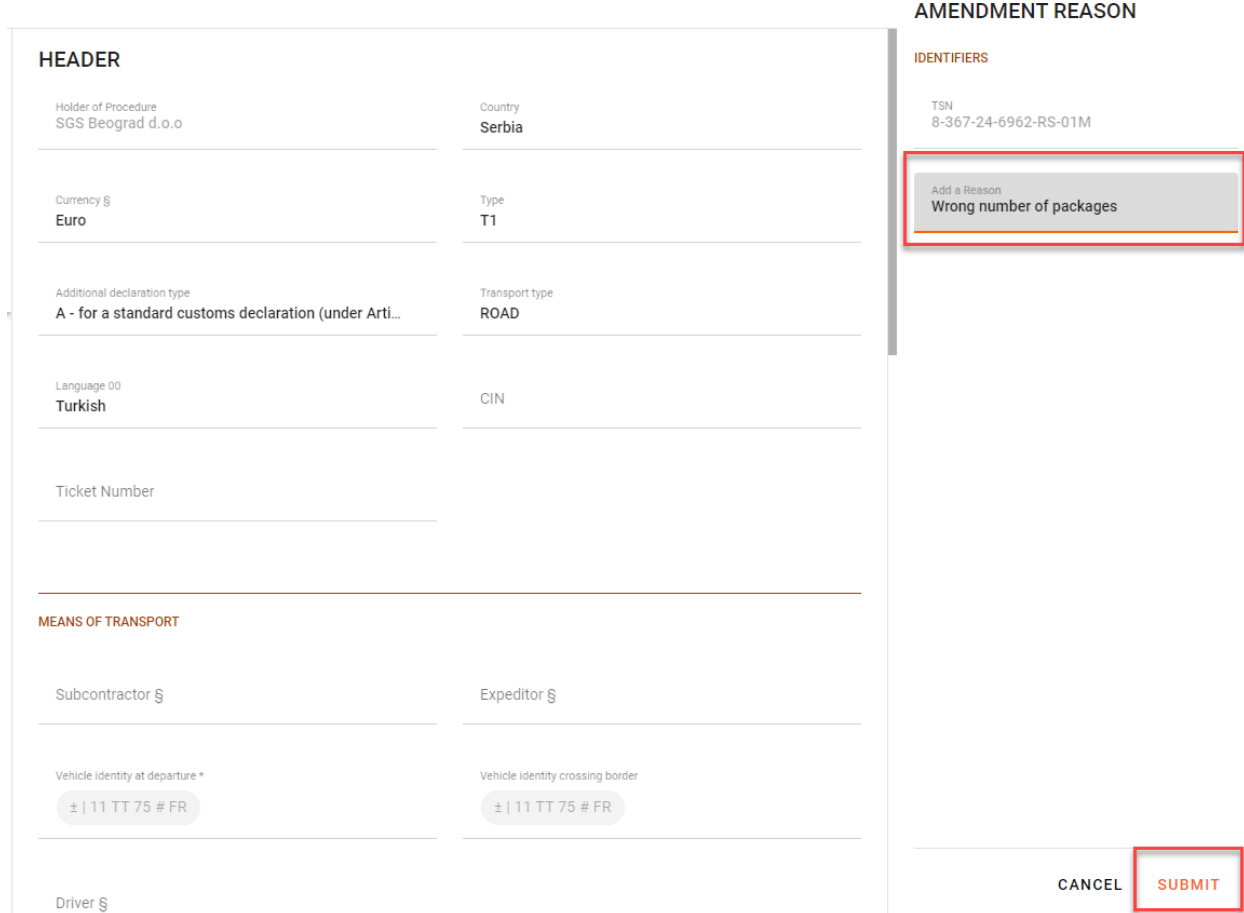 AMENDMENT REASON
HEADER
IDENTIFIERS
Holder of Procedure
SGS Beograd d.o.o
Country
Serbia
TSN
8-367-24-6962-RS-01M
Add a Reason
Wrong number of packages
Currency §
Euro
Type
T1
Additional declaration type
A - for a standard customs declaration (under Arti...
Transport type
ROAD
Language 00
Turkish
CIN
Ticket Number
MEANS OF TRANSPORT
Subcontractor §
Expeditor §
Vehicle identity at departure *
± | 11 TT 75 # FR
Vehicle identity crossing border
± | 11 TT 75 # FR
Driver §
CANCEL
SUBMIT